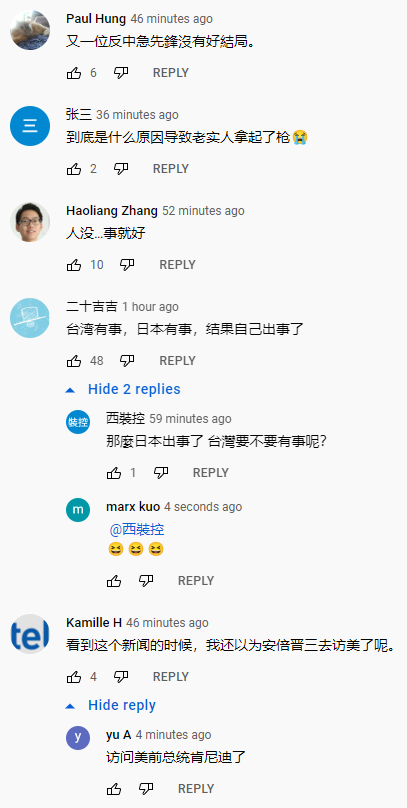 Paul Hung 46 minutes ago
又一位反中急先鋒沒有好結局。
6 REPLY
三
张三 36 minutes ago
到底是什么原因导致老实人拿起了枪😭
2 REPLY
Haoliang Zhang 52 minutes ago
人没...事就好
10 REPLY
二十吉吉 1 hour ago
台湾有事，日本有事，结果自己出事了
48 REPLY
Hide 2 replies
裝控
西裝控 59 minutes ago
那麼日本出事了 台灣要不要有事呢？
1 REPLY
m
marx kuo 4 seconds ago
@西裝控
😆 😆 😆
REPLY
tel
Kamille H 46 minutes ago
看到这个新闻的时候，我还以为安倍晋三去访美了呢。
4 REPLY
Hide reply
y
yu A 4 minutes ago
访问美前总统肯尼迪了
REPLY